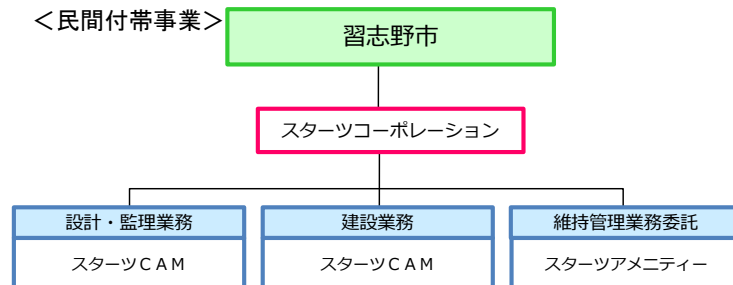 ＜民間付帯事業＞
習志野市
スターツコーポレーション
設計・監理業務
スターツＣＡＭ
建設業務
スターツＣＡＭ
維持管理業務委託
スターツアメニティー